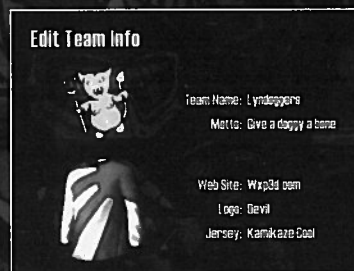 Edit Team Info
Team Name: Lyndoggers
Motto: Give a doggy a bone
Web Site: Wxp3d com
Logo: Devil
Jersey: Kamikaze Cool